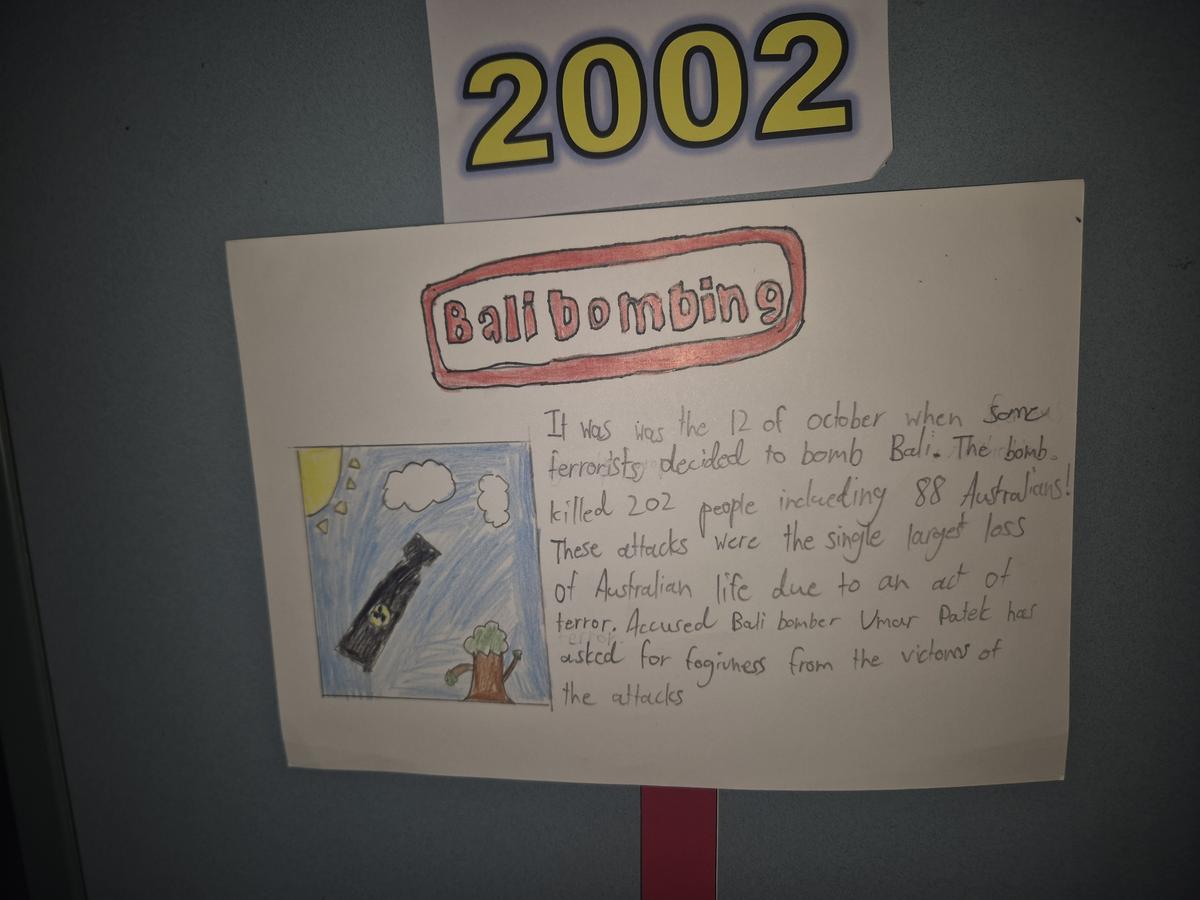 2002
Bali bombing
It was was the 12 of october when some
terrorists decided to bomb Bali. The bomb
killed 202 people inclueding 88 Australians!
These attacks were the single largest loss
of Australian life due to an act of
terror. Accused Bali bomber Umar Patek has
asked for fogivness from the victoms of
the attacks